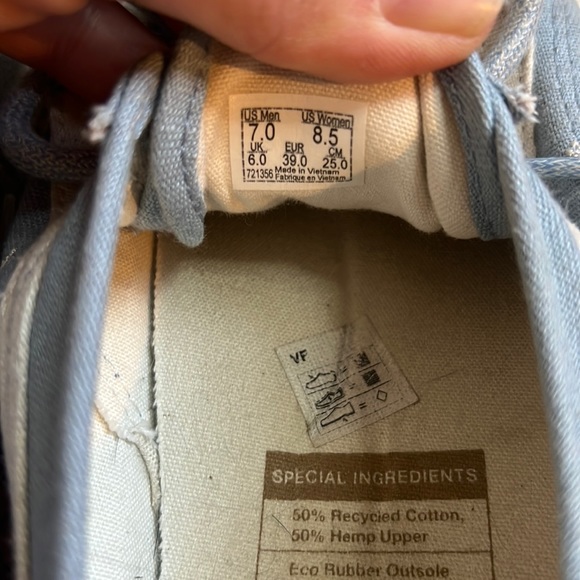 US Men US Women
7.0 8.5
UK EUR CM
6.0 39.0 25.0
721356 Made in Vietnam
Fabrique en Vietnam
VF
SPECIAL INGREDIENTS
50% Recycled Cotton,
50% Hemp Upper
Eco Rubber Outsole